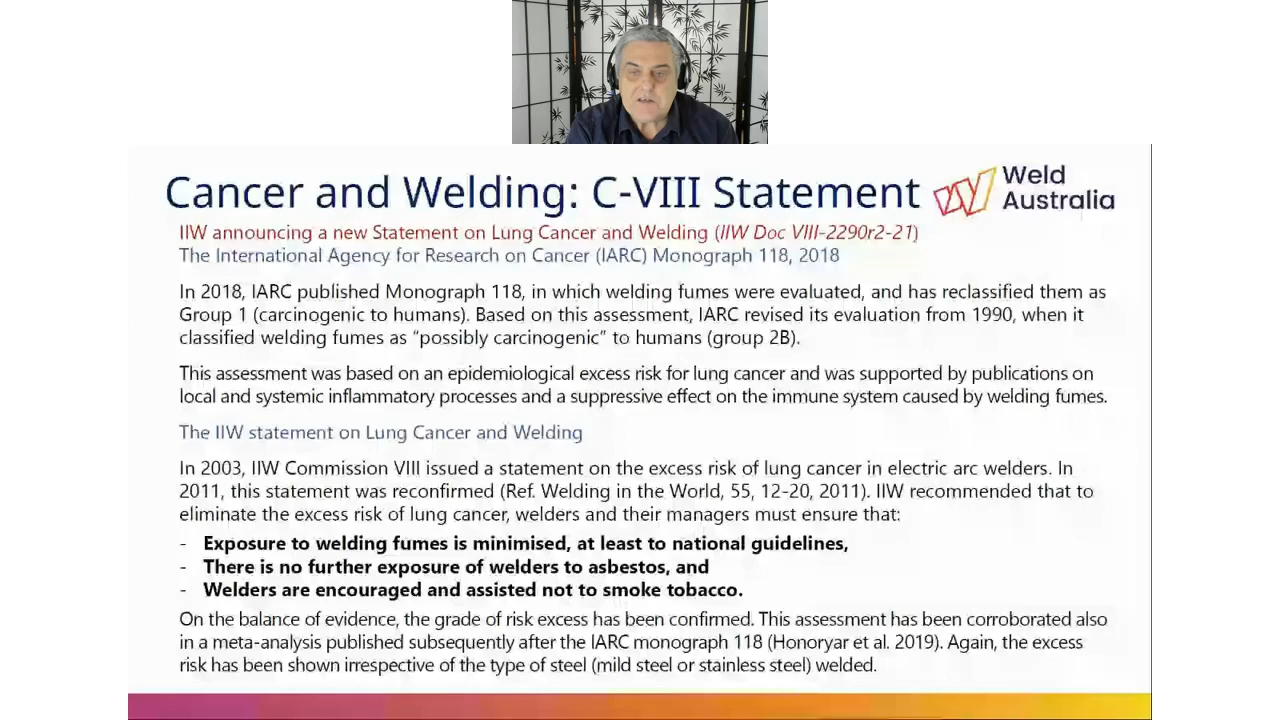 Cancer and Welding: C-VIII Statement
Weld
Australia
IIW announcing a new Statement on Lung Cancer and Welding (IIW Doc VIII-2290r2-21)
The International Agency for Research on Cancer (IARC) Monograph 118, 2018
In 2018, IARC published Monograph 118, in which welding fumes were evaluated, and has reclassified them as
Group 1 (carcinogenic to humans). Based on this assessment, IARC revised its evaluation from 1990, when it
classified welding fumes as “possibly carcinogenic” to humans (group 2B).
This assessment was based on an epidemiological excess risk for lung cancer and was supported by publications on
local and systemic inflammatory processes and a suppressive effect on the immune system caused by welding fumes.
The IIW statement on Lung Cancer and Welding
In 2003, IIW Commission VIII issued a statement on the excess risk of lung cancer in electric arc welders. In
2011, this statement was reconfirmed (Ref. Welding in the World, 55, 12-20, 2011). IIW recommended that to
eliminate the excess risk of lung cancer, welders and their managers must ensure that:
- Exposure to welding fumes is minimised, at least to national guidelines,
- There is no further exposure of welders to asbestos, and
- Welders are encouraged and assisted not to smoke tobacco.
On the balance of evidence, the grade of risk excess has been confirmed. This assessment has been corroborated also
in a meta-analysis published subsequently after the IARC monograph 118 (Honoryar et al. 2019). Again, the excess
risk has been shown irrespective of the type of steel (mild steel or stainless steel) welded.